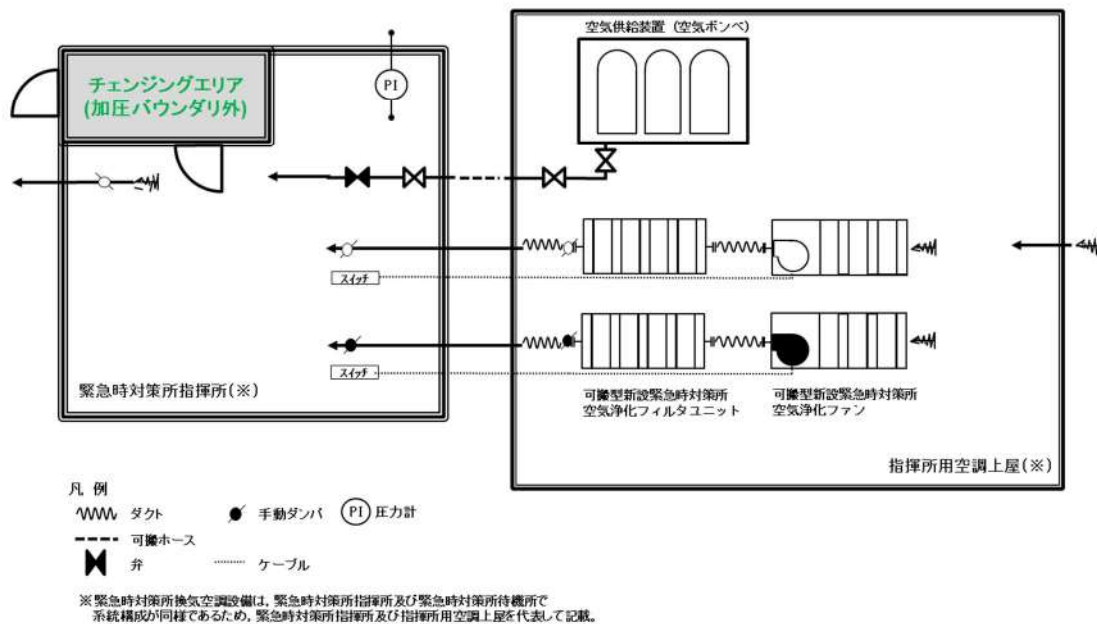 空気供給装置(空気ボンベ)
チェンジングエリア
(加圧バウンダリ外)
PI
スイッチ
スイッチ
緊急時対策所指揮所(※)
可搬型新設緊急時対策所
空気浄化フィルタユニット
可搬型新設緊急時対策所
空気浄化ファン
指揮所用空調上屋(※)
凡 例
ダクト
手動ダンパ
PI
圧力計
可搬ホース
弁
ケーブル
※緊急時対策所換気空調設備は，緊急時対策所指揮所及び緊急時対策所待機所で
系統構成が同様であるため，緊急時対策所指揮所及び指揮所用空調上屋を代表して記載。